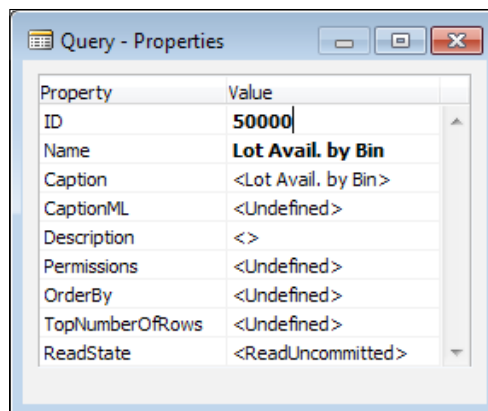 Query - Properties
Property Value
ID 50000
Name Lot Avail. by Bin
Caption <Lot Avail. by Bin>
CaptionML <Undefined>
Description <>
Permissions <Undefined>
OrderBy <Undefined>
TopNumberOfRows <Undefined>
ReadState <ReadUncommitted>